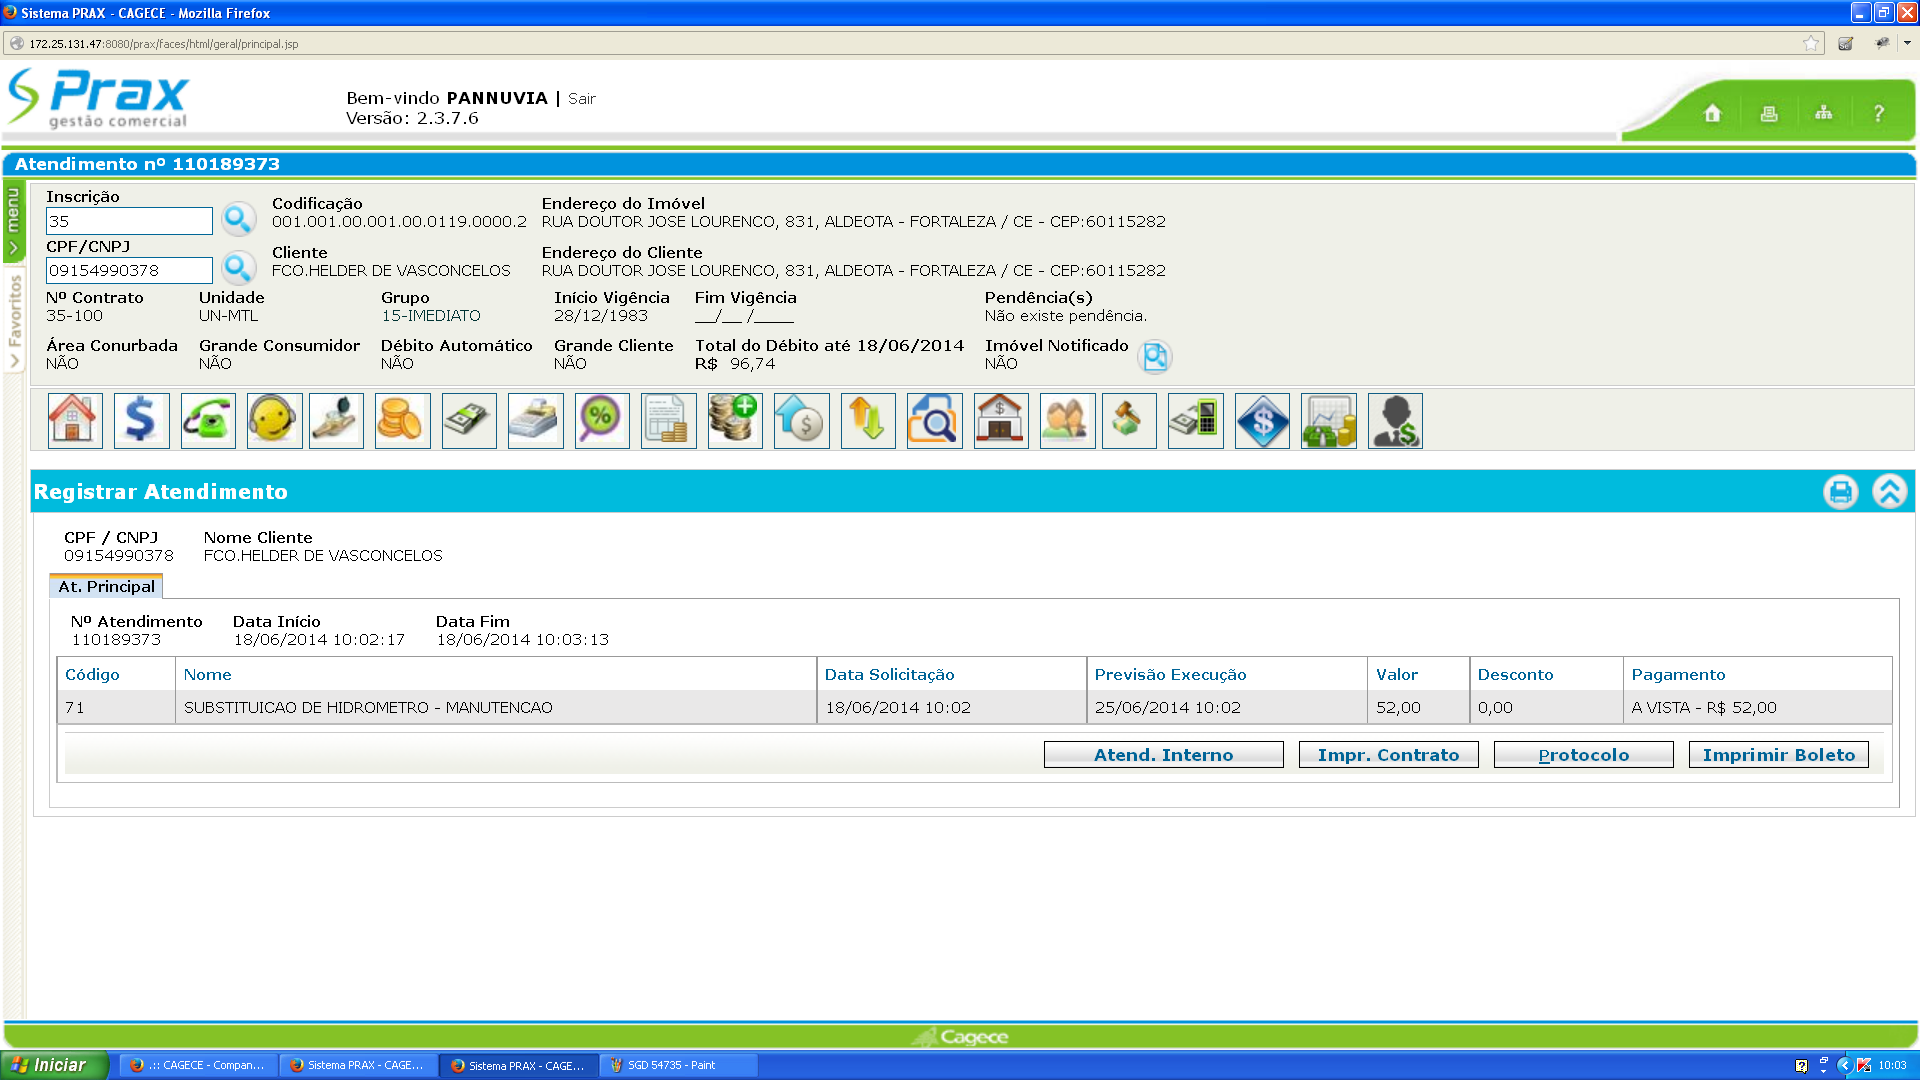 Sistema PRAX - CAGECE - Mozilla Firefox
172.25.131.47:8080/prax/faces/html/geral/principal.jsp
Prax
gestão comercial
Bem-vindo PANNUVIA | Sair
Versão: 2.3.7.6
?
Atendimento nº 110189373
menu
Favoritos
Inscrição
35
Codificação
001.001.00.001.00.0119.0000.2
Endereço do Imóvel
RUA DOUTOR JOSE LOURENCO, 831, ALDEOTA - FORTALEZA / CE - CEP:60115282
CPF/CNPJ
09154990378
Cliente
FCO.HELDER DE VASCONCELOS
Endereço do Cliente
RUA DOUTOR JOSE LOURENCO, 831, ALDEOTA - FORTALEZA / CE - CEP:60115282
Nº Contrato Unidade Grupo Início Vigência Fim Vigência Pendência(s)
35-100 UN-MTL 15-IMEDIATO 28/12/1983 __/__ /____ Não existe pendência.
Área Conurbada Grande Consumidor Débito Automático Grande Cliente Total do Débito até 18/06/2014 Imóvel Notificado
NÃO NÃO NÃO NÃO R$ 96,74 NÃO
Registrar Atendimento
CPF / CNPJ Nome Cliente
09154990378 FCO.HELDER DE VASCONCELOS
At. Principal
Nº Atendimento Data Início Data Fim
110189373 18/06/2014 10:02:17 18/06/2014 10:03:13
Código Nome Data Solicitação Previsão Execução Valor Desconto Pagamento
71 SUBSTITUICAO DE HIDROMETRO - MANUTENCAO 18/06/2014 10:02 25/06/2014 10:02 52,00 0,00 A VISTA - R$ 52,00
Atend. Interno Impr. Contrato Protocolo Imprimir Boleto
Cagece
Iniciar
.:: CAGECE - Compan...
Sistema PRAX - CAGE...
Sistema PRAX - CAGE...
SGD 54735 - Paint
10:03